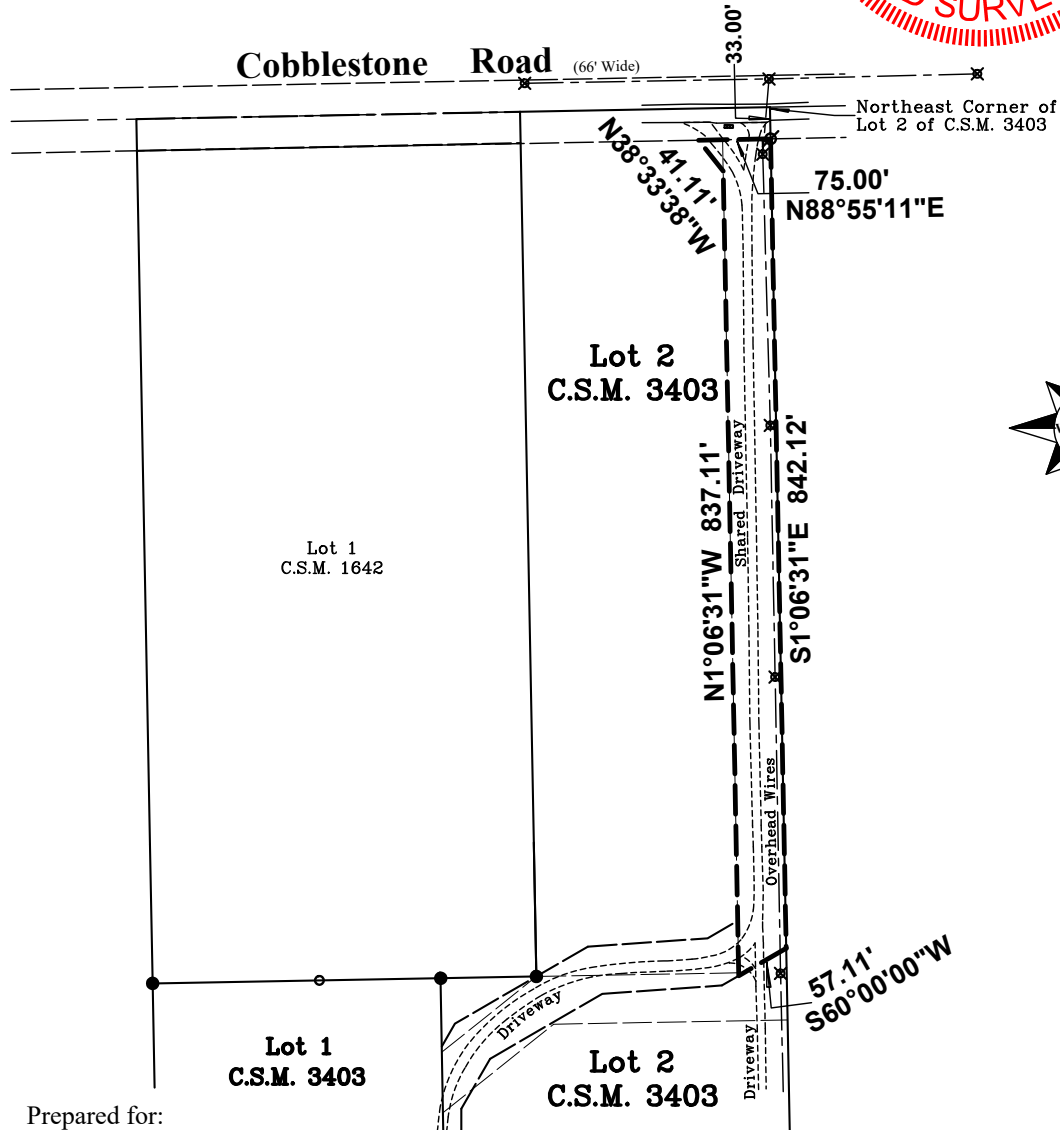 SURVE
33.00'
Cobblestone Road (66' Wide)
Northeast Corner of
Lot 2 of C.S.M. 3403
41.11'
N38°33'38"W
75.00'
N88°55'11"E
Lot 2
C.S.M. 3403
Shared Driveway
N1°06'31"W 837.11'
S1°06'31"E 842.12'
Lot 1
C.S.M. 1642
Overhead Wires
57.11'
S60°00'00"W
Driveway
Driveway
Lot 1
C.S.M. 3403
Lot 2
C.S.M. 3403
Prepared for: